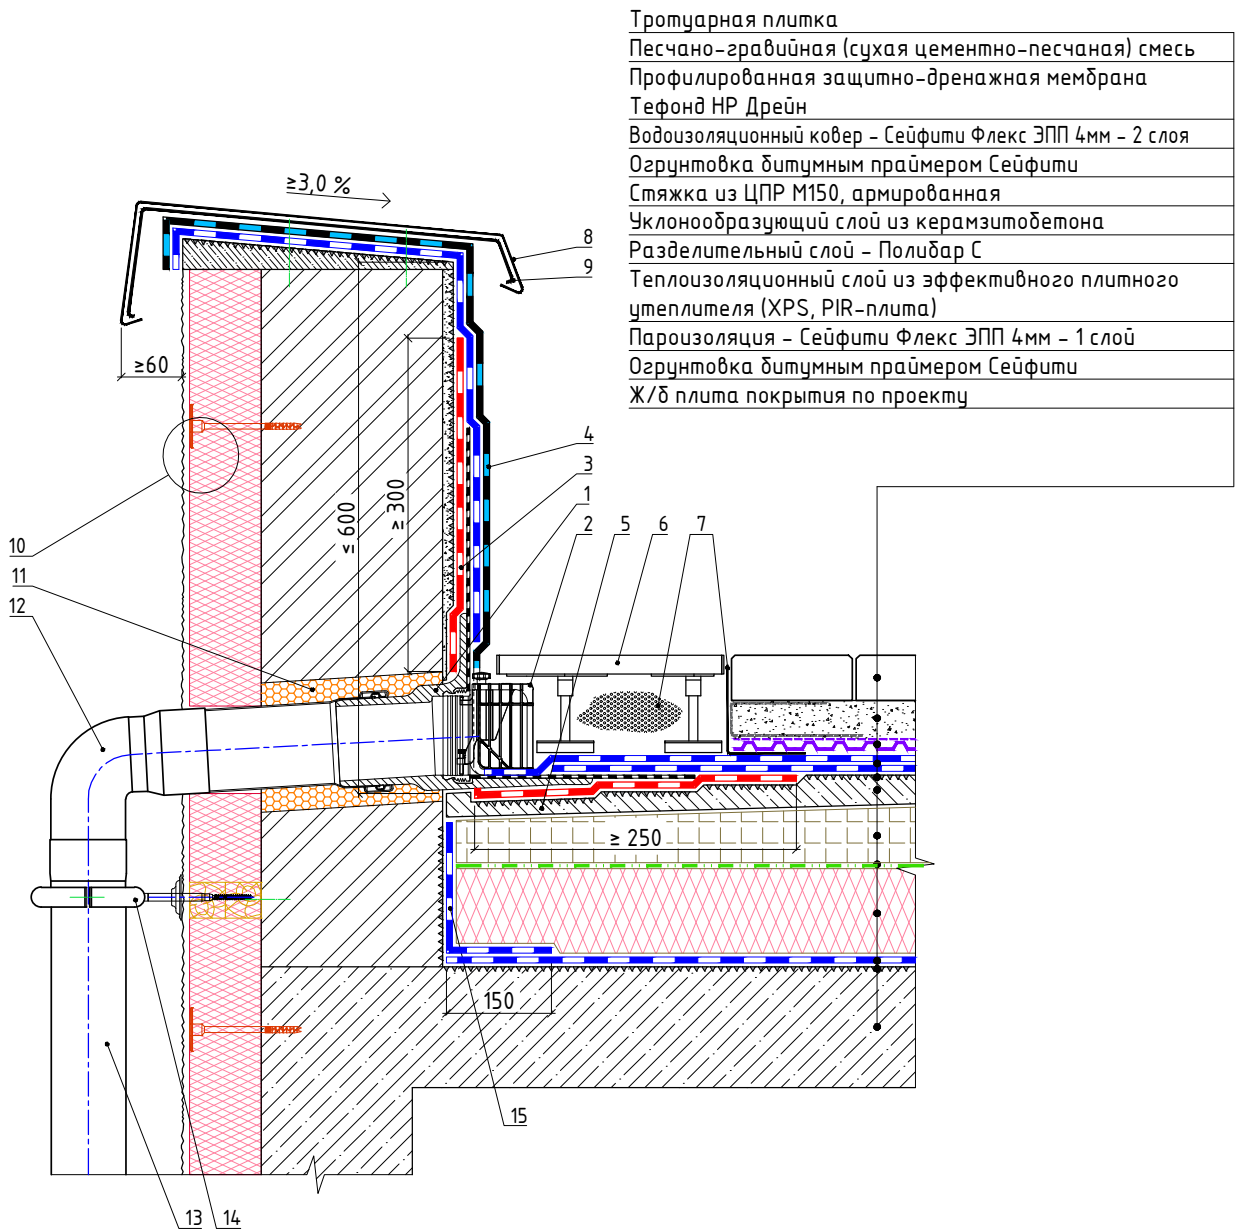 Тротуарная плитка
Песчано-гравийная (сухая цементно-песчаная) смесь
Профилированная защитно-дренажная мембрана
Тефонд НР Дрейн
Водоизоляционный ковер - Сейфити Флекс ЭПП 4мм - 2 слоя
Огрунтовка битумным праймером Сейфити
Стяжка из ЦПР М150, армированная
Уклонообразующий слой из керамзитобетона
Разделительный слой - Полибар С
Теплоизоляционный слой из эффективного плитного
утеплителя (XPS, PIR-плита)
Пароизоляция - Сейфити Флекс ЭПП 4мм - 1 слой
Огрунтовка битумным праймером Сейфити
Ж/б плита покрытия по проекту
≥3,0 %
8
9
≥60
4
3
1
2
5
6
7
≤ 600
≥ 300
10
11
12
≥ 250
150
15
13
14